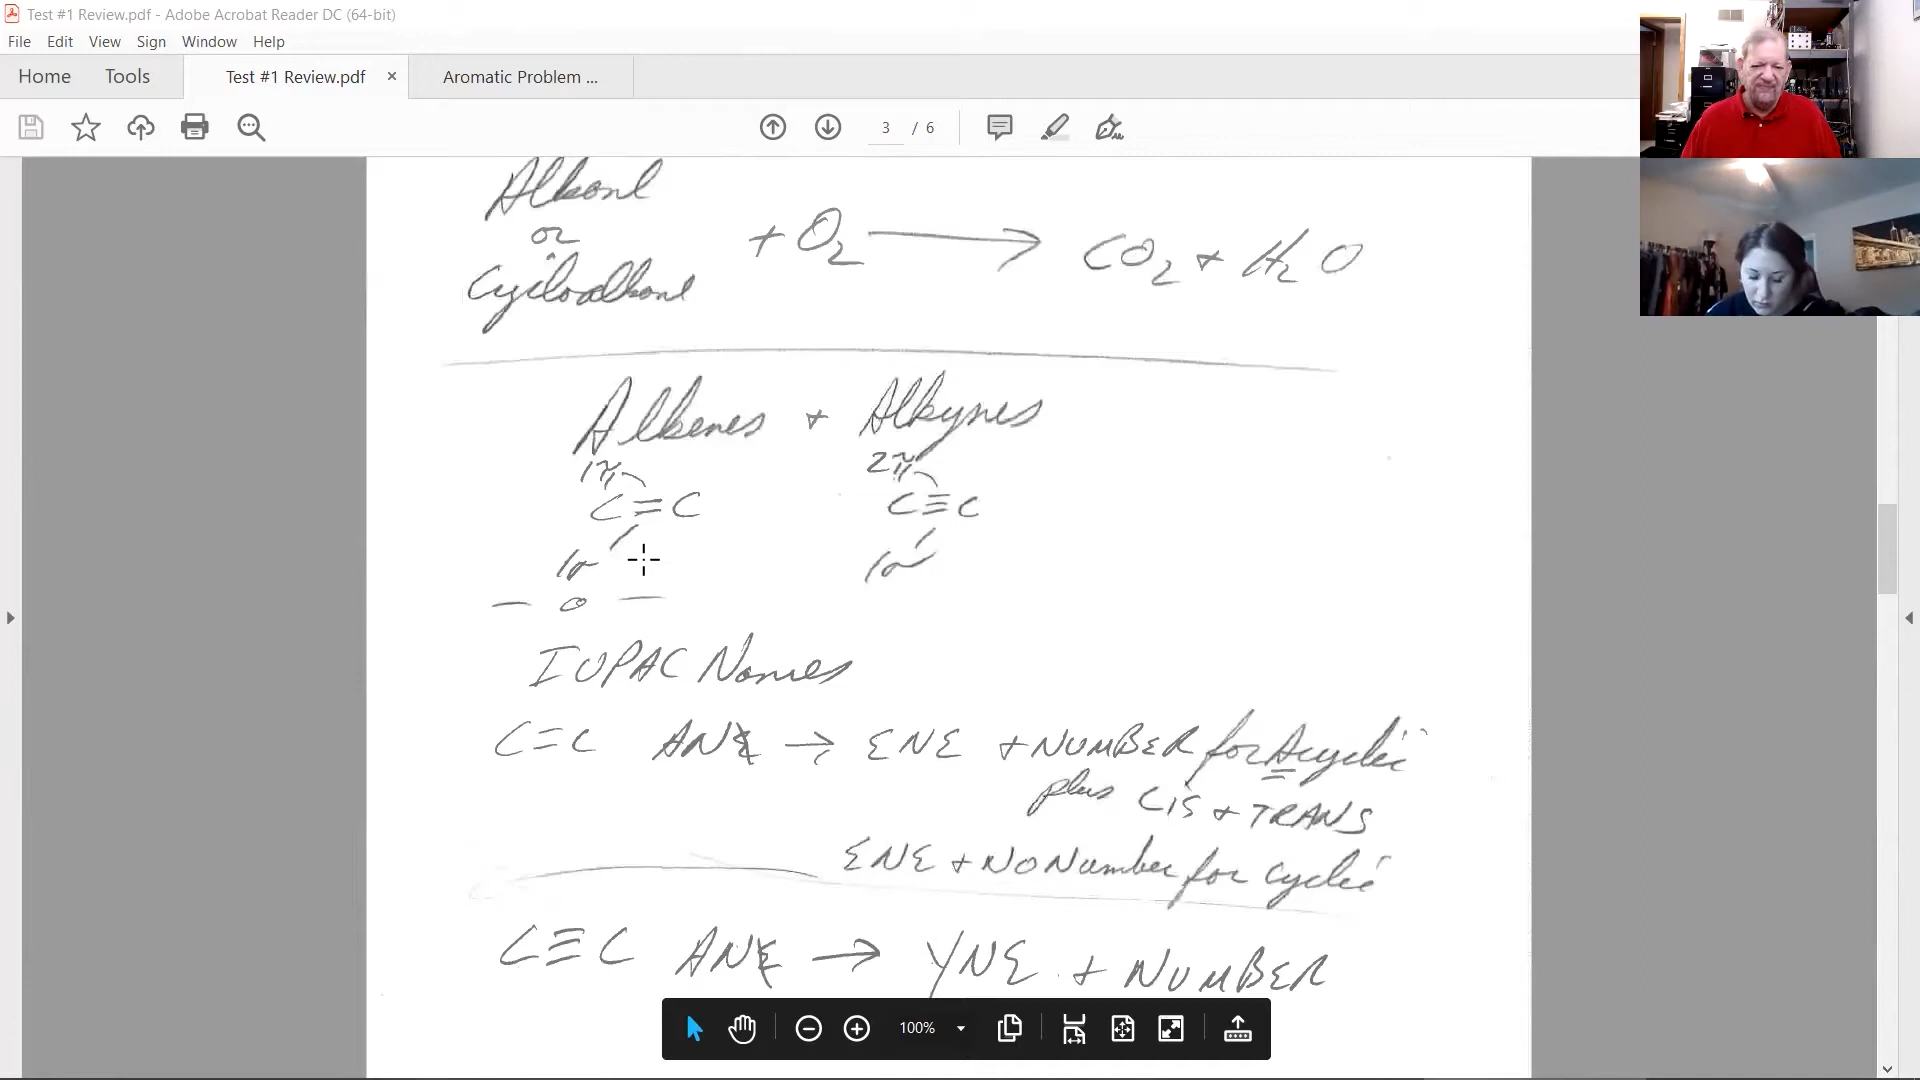 Test #1 Review.pdf - Adobe Acrobat Reader DC (64-bit)
File Edit View Sign Window Help
Home Tools Test #1 Review.pdf × Aromatic Problem ...
3 / 6
Alkane
or
Cycloalkane
+ O2 → CO2 + H2O
Alkenes + Alkynes
1π 2π
C=C C≡C
1σ 1σ
IUPAC Names
C=C ANE → ENE + NUMBER for Acyclic
plus CIS + TRANS
ENE + NO Number for cyclic
C≡C ANE → YNE + NUMBER
100%